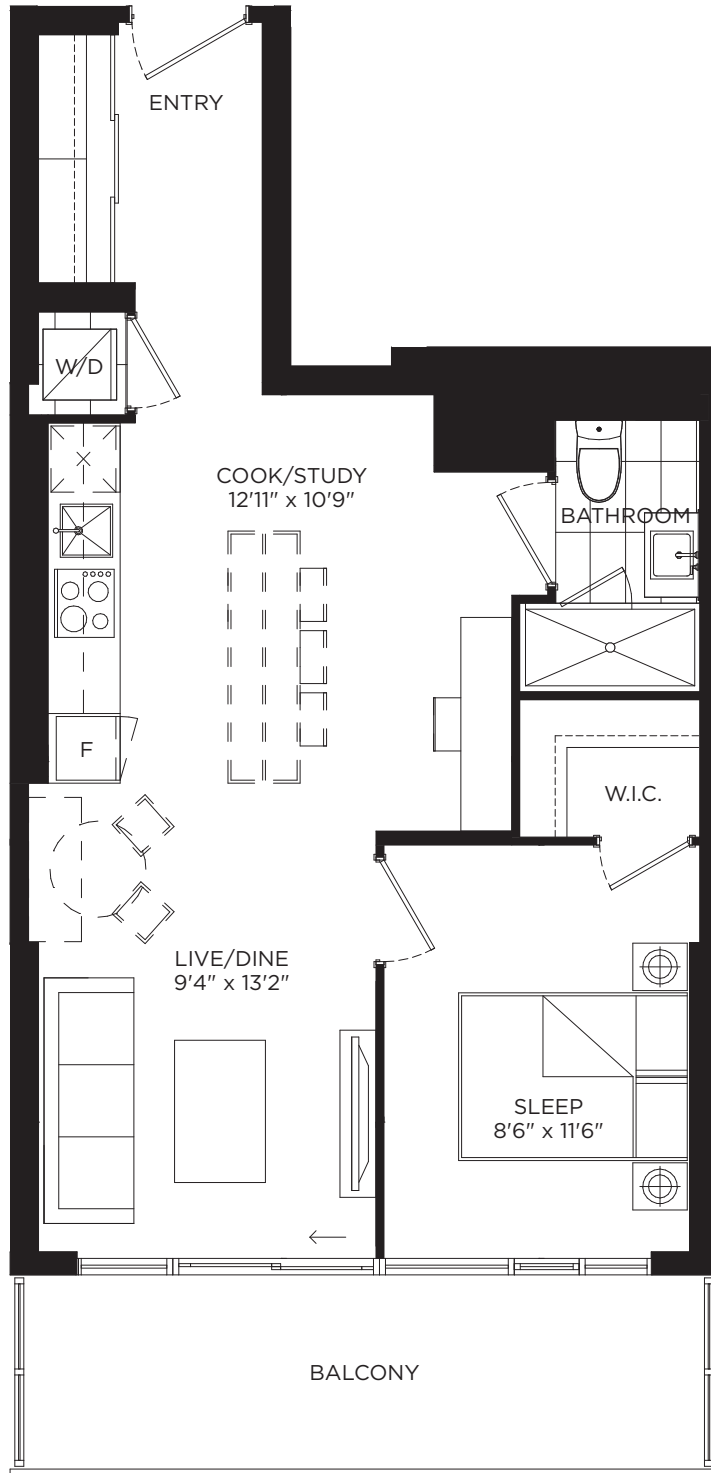 ENTRY
W/D
COOK/STUDY
12'11" x 10'9"
BATHROOM
F
W.I.C.
LIVE/DINE
9'4" x 13'2"
SLEEP
8'6" x 11'6"
BALCONY